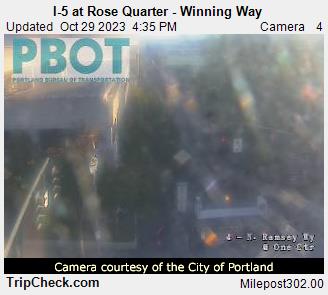 I-5 at Rose Quarter - Winning Way
Updated Oct 29 2023 4:35 PM Camera 4
PBOT
PORTLAND BUREAU OF TRANSPORTATION
4 - N. Ramsay Wy
@ One Ctr
Camera courtesy of the City of Portland
TripCheck.com Milepost302.00